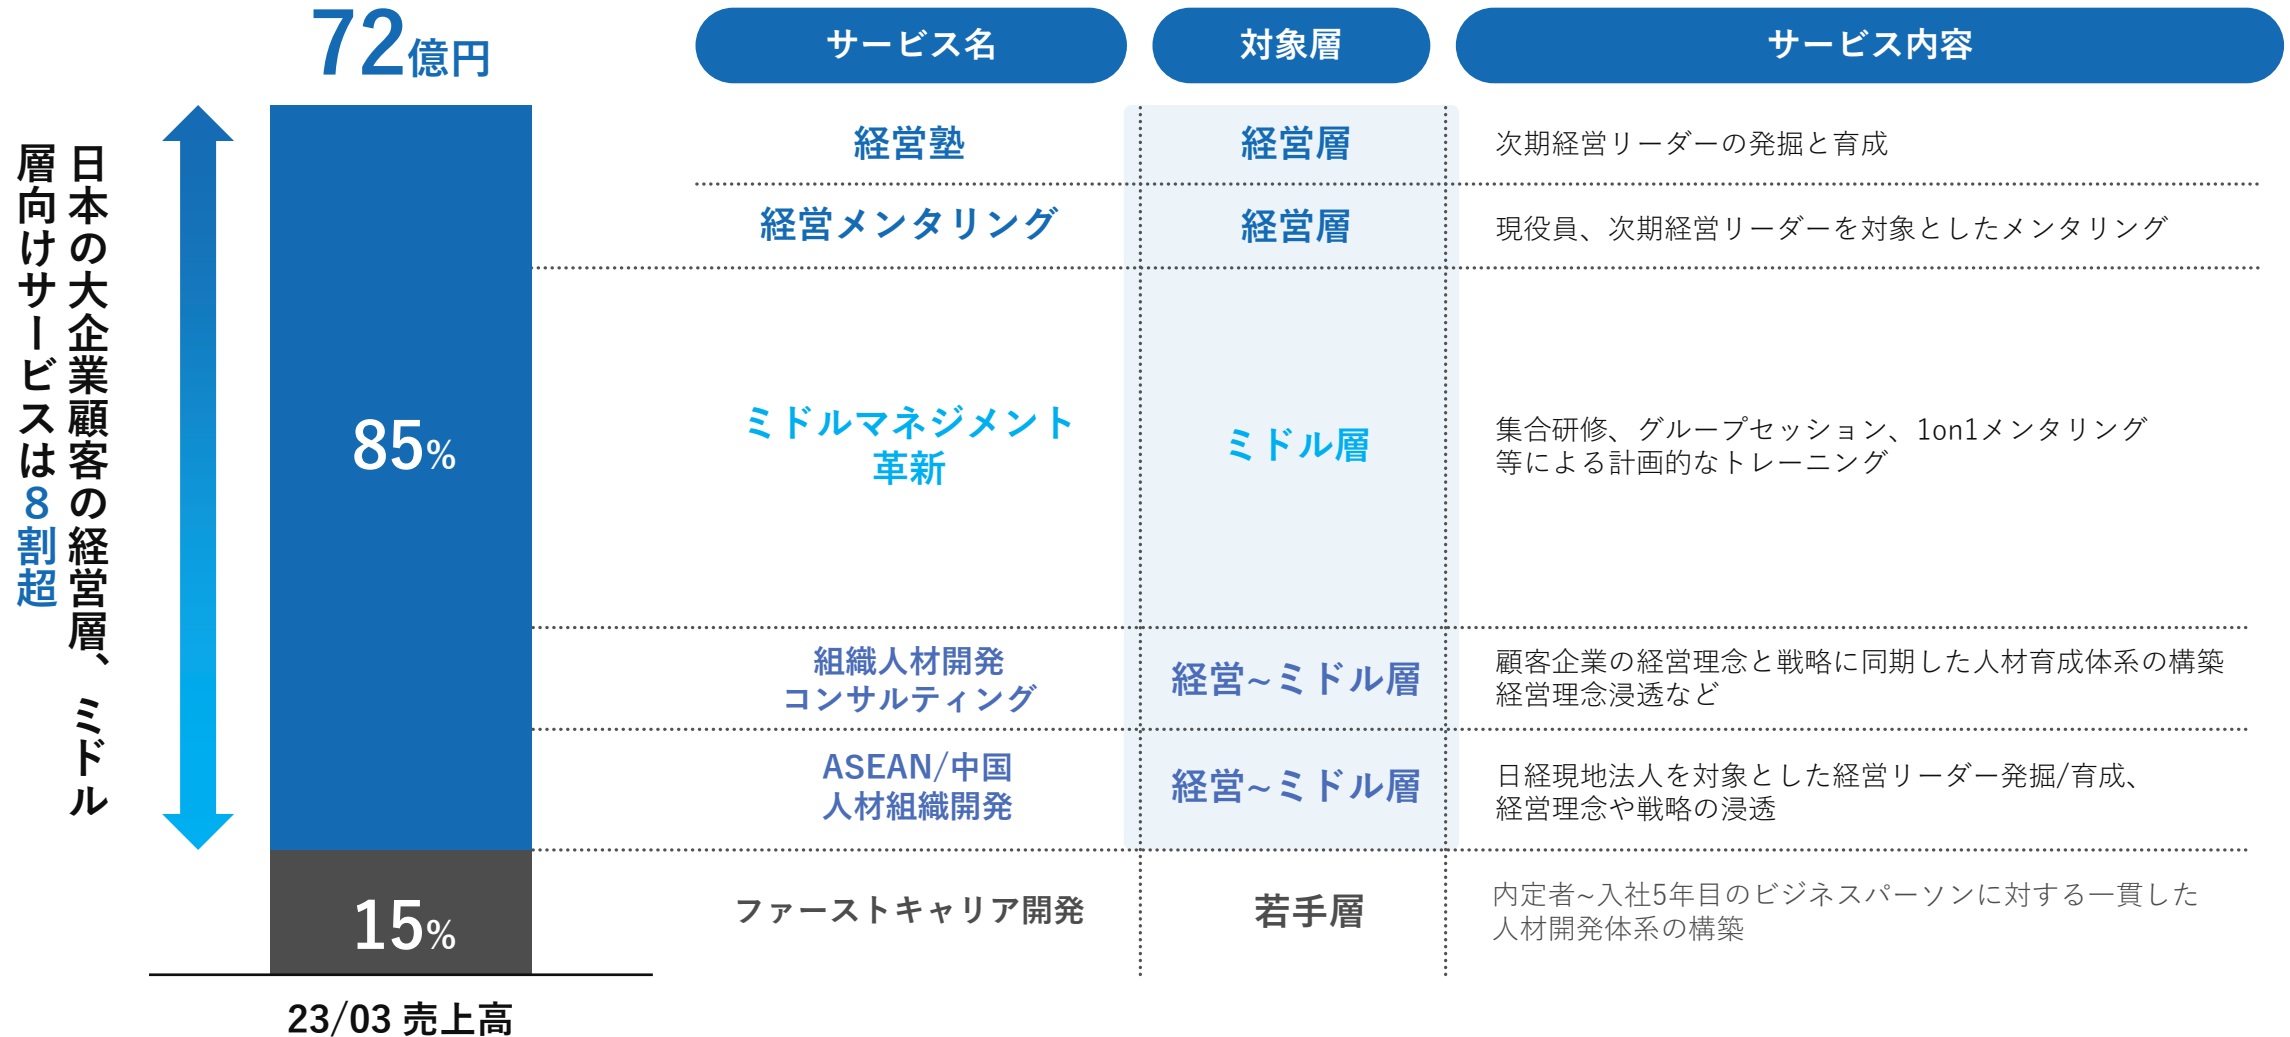 日本の大企業顧客の経営層、ミドル
層向けサービスは8割超
72億円
85%
15%
23/03 売上高
サービス名
対象層
サービス内容
経営塾
経営層
次期経営リーダーの発掘と育成
経営メンタリング
経営層
現役員、次期経営リーダーを対象としたメンタリング
ミドルマネジメント
革新
ミドル層
集合研修、グループセッション、1on1メンタリング
等による計画的なトレーニング
組織人材開発
コンサルティング
経営~ミドル層
顧客企業の経営理念と戦略に同期した人材育成体系の構築
経営理念浸透など
ASEAN/中国
人材組織開発
経営~ミドル層
日経現地法人を対象とした経営リーダー発掘/育成、
経営理念や戦略の浸透
ファーストキャリア開発
若手層
内定者~入社5年目のビジネスパーソンに対する一貫した
人材開発体系の構築